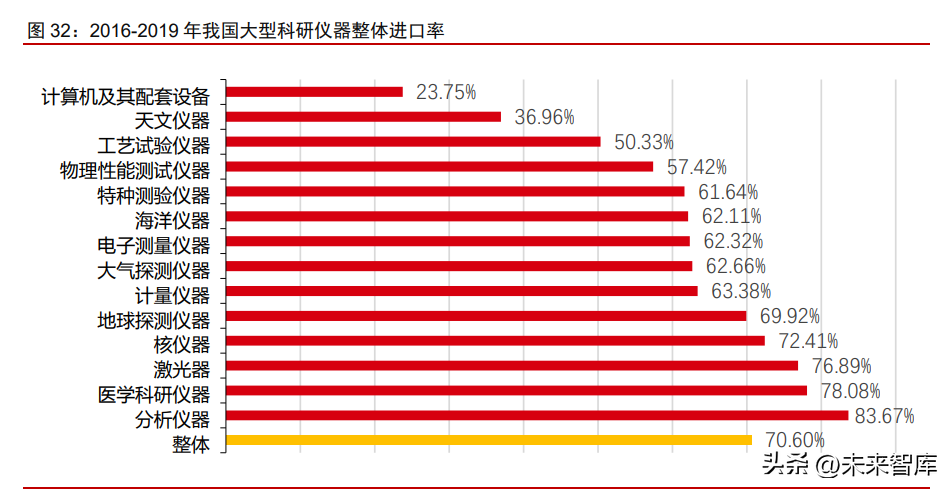 图 32：2016-2019 年我国大型科研仪器整体进口率
计算机及其配套设备 23.75%
天文仪器 36.96%
工艺试验仪器 50.33%
物理性能测试仪器 57.42%
特种测验仪器 61.64%
海洋仪器 62.11%
电子测量仪器 62.32%
大气探测仪器 62.66%
计量仪器 63.38%
地球探测仪器 69.92%
核仪器 72.41%
激光器 76.89%
医学科研仪器 78.08%
分析仪器 83.67%
整体 70.60%
头条 @未来智库